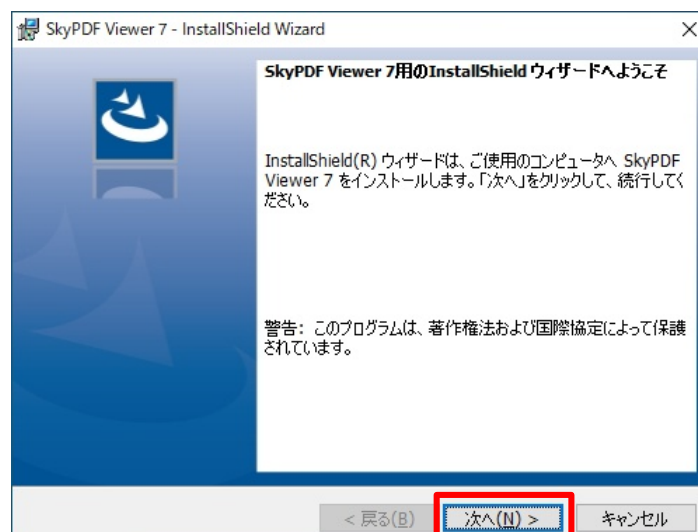 SkyPDF Viewer 7 - InstallShield Wizard
SkyPDF Viewer 7用のInstallShield ウィザードへようこそ
InstallShield(R) ウィザードは、ご使用のコンピュータへ SkyPDF
Viewer 7 をインストールします。「次へ」をクリックして、続行してく
ださい。
警告: このプログラムは、著作権法および国際協定によって保護
されています。
< 戻る(B) 次へ(N) > キャンセル